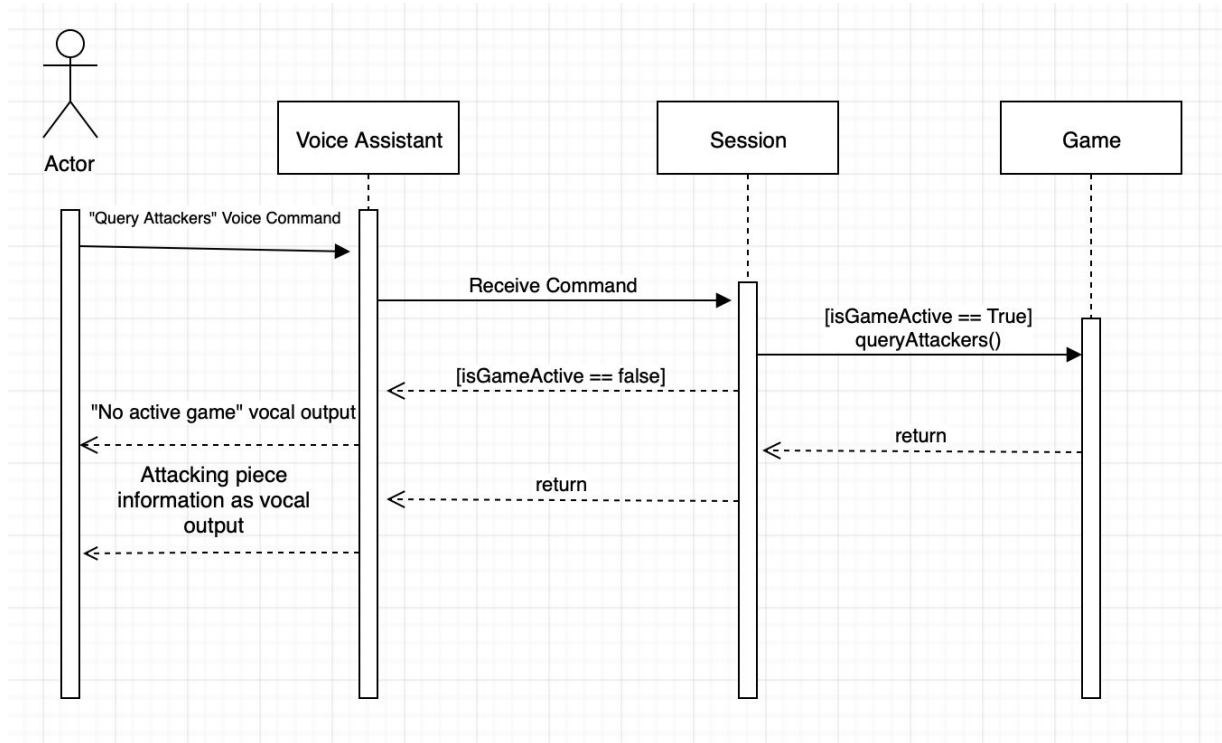 Actor
Voice Assistant
Session
Game
"Query Attackers" Voice Command
Receive Command
[isGameActive == True]
queryAttackers()
[isGameActive == false]
"No active game" vocal output
return
Attacking piece
information as vocal
output
return